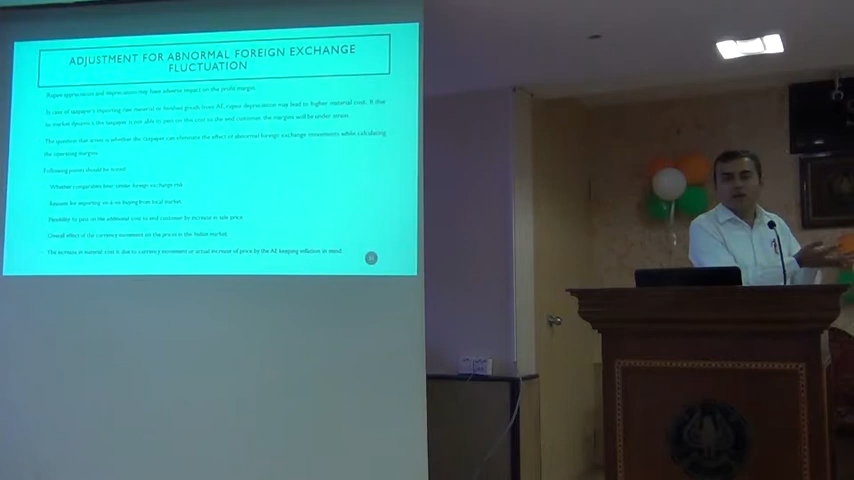 ADJUSTMENT FOR ABNORMAL FOREIGN EXCHANGE
FLUCTUATION
Rupee appreciation and depreciation may have adverse impact on the profit margin.
In case of taxpayer's importing raw material or finished goods from AE, rupee depreciation may lead to higher material cost. If due
to market dynamics, the taxpayer is not able to pass on this cost to the end customer, the margins will be under strain.
The question that arises is whether the taxpayer can eliminate the effect of abnormal foreign exchange movements while calculating
the operating margins.
Following points should be noted
Whether comparables bear similar foreign exchange risk
Reasons for importing vis-à-vis buying from local market.
Possibility to pass on the additional cost to end customer by increase in sale price.
Overall effect of the currency movement on the prices in the Indian market.
The increase in material cost is due to currency movement or actual increase of price by the AE keeping inflation in mind.